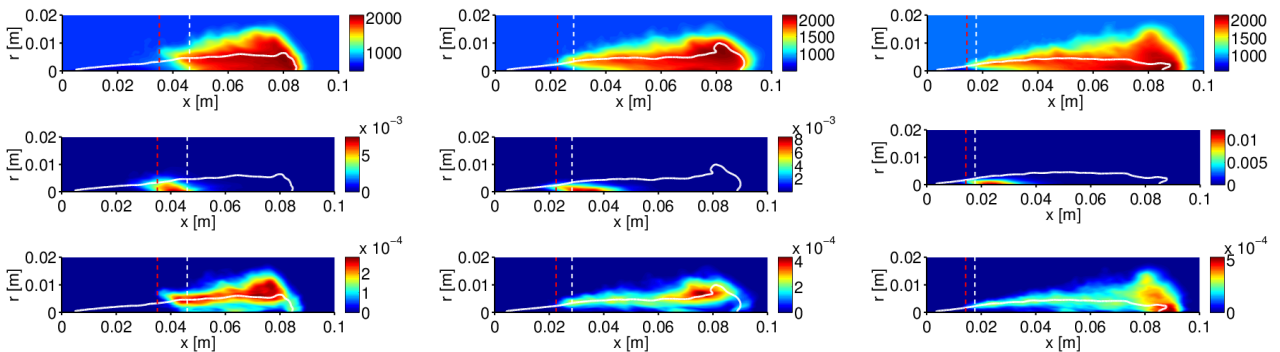 0.02 0.01 0 r [m] 0 0.02 0.04 0.06 0.08 0.1 x [m] 2000 1000
0.02 0.01 0 r [m] 0 0.02 0.04 0.06 0.08 0.1 x [m] 2000 1500 1000
0.02 0.01 0 r [m] 0 0.02 0.04 0.06 0.08 0.1 x [m] 2000 1500 1000
0.02 0.01 0 r [m] 0 0.02 0.04 0.06 0.08 0.1 x [m] x 10⁻³ 5 0
0.02 0.01 0 r [m] 0 0.02 0.04 0.06 0.08 0.1 x [m] x 10⁻³ 8 6 4 2
0.02 0.01 0 r [m] 0 0.02 0.04 0.06 0.08 0.1 x [m] 0.01 0.005 0
0.02 0.01 0 r [m] 0 0.02 0.04 0.06 0.08 0.1 x [m] x 10⁻⁴ 2 1 0
0.02 0.01 0 r [m] 0 0.02 0.04 0.06 0.08 0.1 x [m] x 10⁻⁴ 4 2 0
0.02 0.01 0 r [m] 0 0.02 0.04 0.06 0.08 0.1 x [m] x 10⁻⁴ 5 0